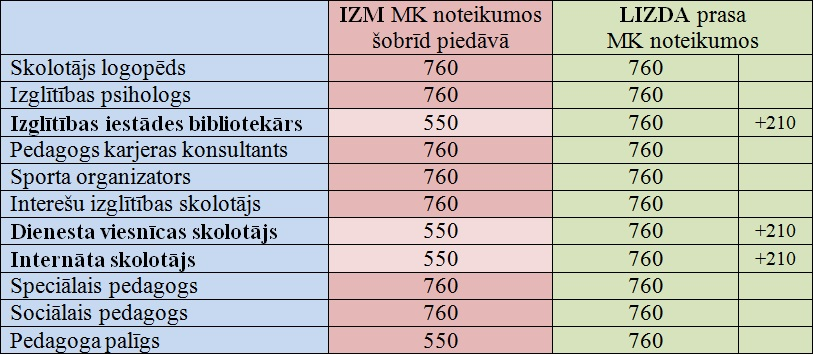 IZM MK noteikumos šobrīd piedāvā LIZDA prasa MK noteikumos
Skolotājs logopēds 760 760
Izglītības psihologs 760 760
Izglītības iestādes bibliotekārs 550 760 +210
Pedagogs karjeras konsultants 760 760
Sporta organizators 760 760
Interešu izglītības skolotājs 760 760
Dienesta viesnīcas skolotājs 550 760 +210
Internāta skolotājs 550 760 +210
Speciālais pedagogs 760 760
Sociālais pedagogs 760 760
Pedagoga palīgs 550 760